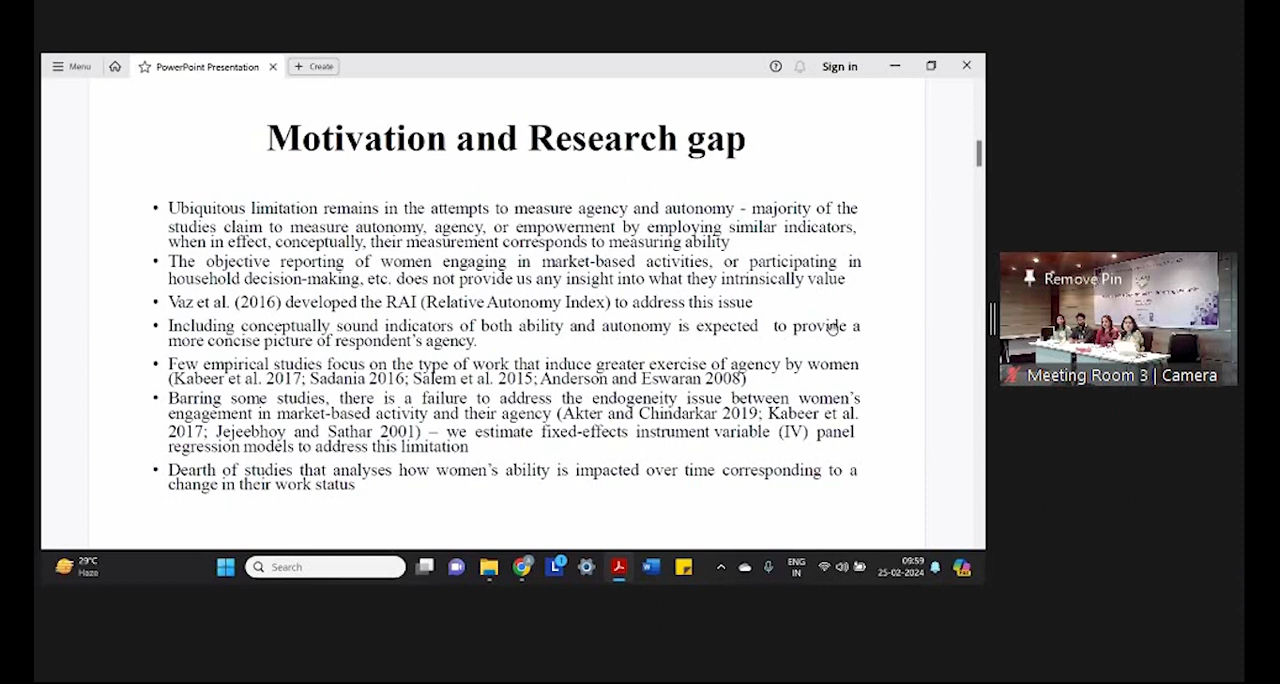 Menu
PowerPoint Presentation
Create
Sign in
Motivation and Research gap
• Ubiquitous limitation remains in the attempts to measure agency and autonomy - majority of the
studies claim to measure autonomy, agency, or empowerment by employing similar indicators,
when in effect, conceptually, their measurement corresponds to measuring ability
• The objective reporting of women engaging in market-based activities, or participating in
household decision-making, etc. does not provide us any insight into what they intrinsically value
• Vaz et al. (2016) developed the RAI (Relative Autonomy Index) to address this issue
• Including conceptually sound indicators of both ability and autonomy is expected to provide a
more concise picture of respondent's agency.
• Few empirical studies focus on the type of work that induce greater exercise of agency by women
(Kabeer et al. 2017; Sadania 2016; Salem et al. 2015; Anderson and Eswaran 2008)
• Barring some studies, there is a failure to address the endogeneity issue between women's
engagement in market-based activity and their agency (Akter and Chindarkar 2019; Kabeer et al.
2017; Jejeebhoy and Sathar 2001) – we estimate fixed-effects instrument variable (IV) panel
regression models to address this limitation
• Dearth of studies that analyses how women's ability is impacted over time corresponding to a
change in their work status
Remove Pin
Meeting Room 3 | Camera
29°C
Haze
Search
ENG
IN
09:59
25-02-2024